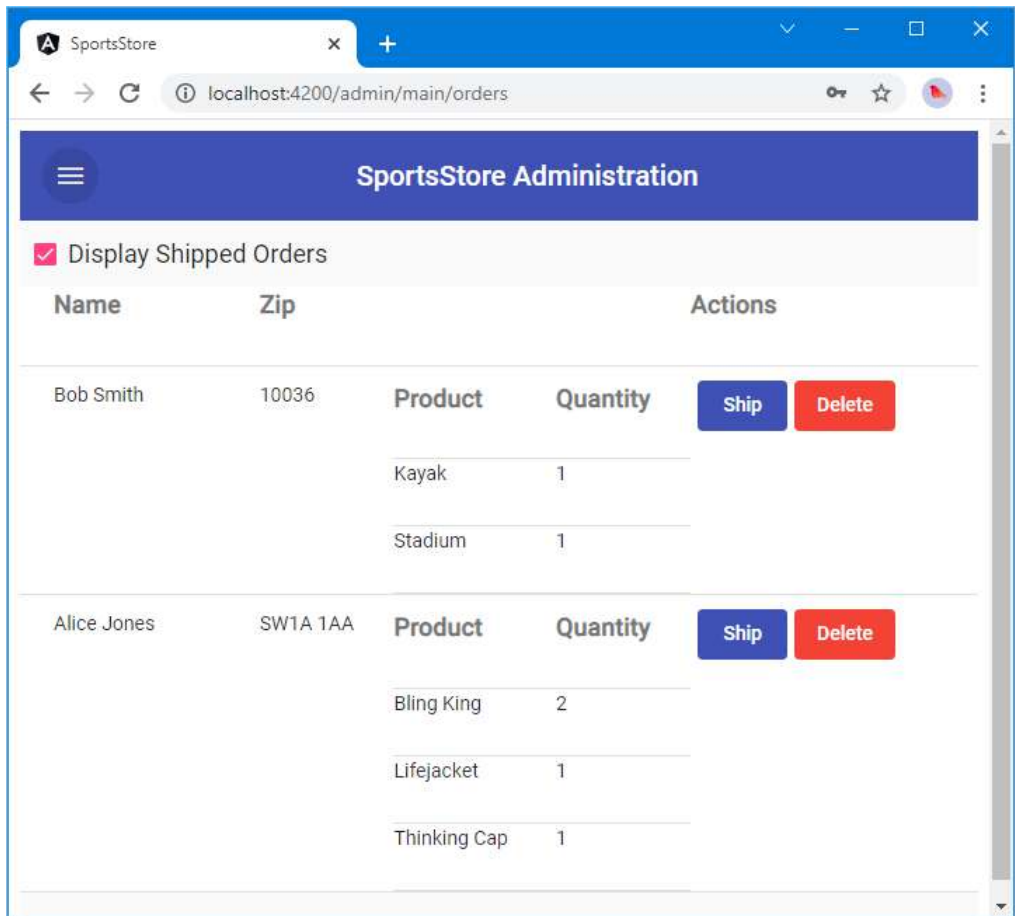 SportsStore
localhost:4200/admin/main/orders
SportsStore Administration
Display Shipped Orders
Name Zip Actions
Bob Smith 10036 Product Quantity Ship Delete
Kayak 1
Stadium 1
Alice Jones SW1A 1AA Product Quantity Ship Delete
Bling King 2
Lifejacket 1
Thinking Cap 1